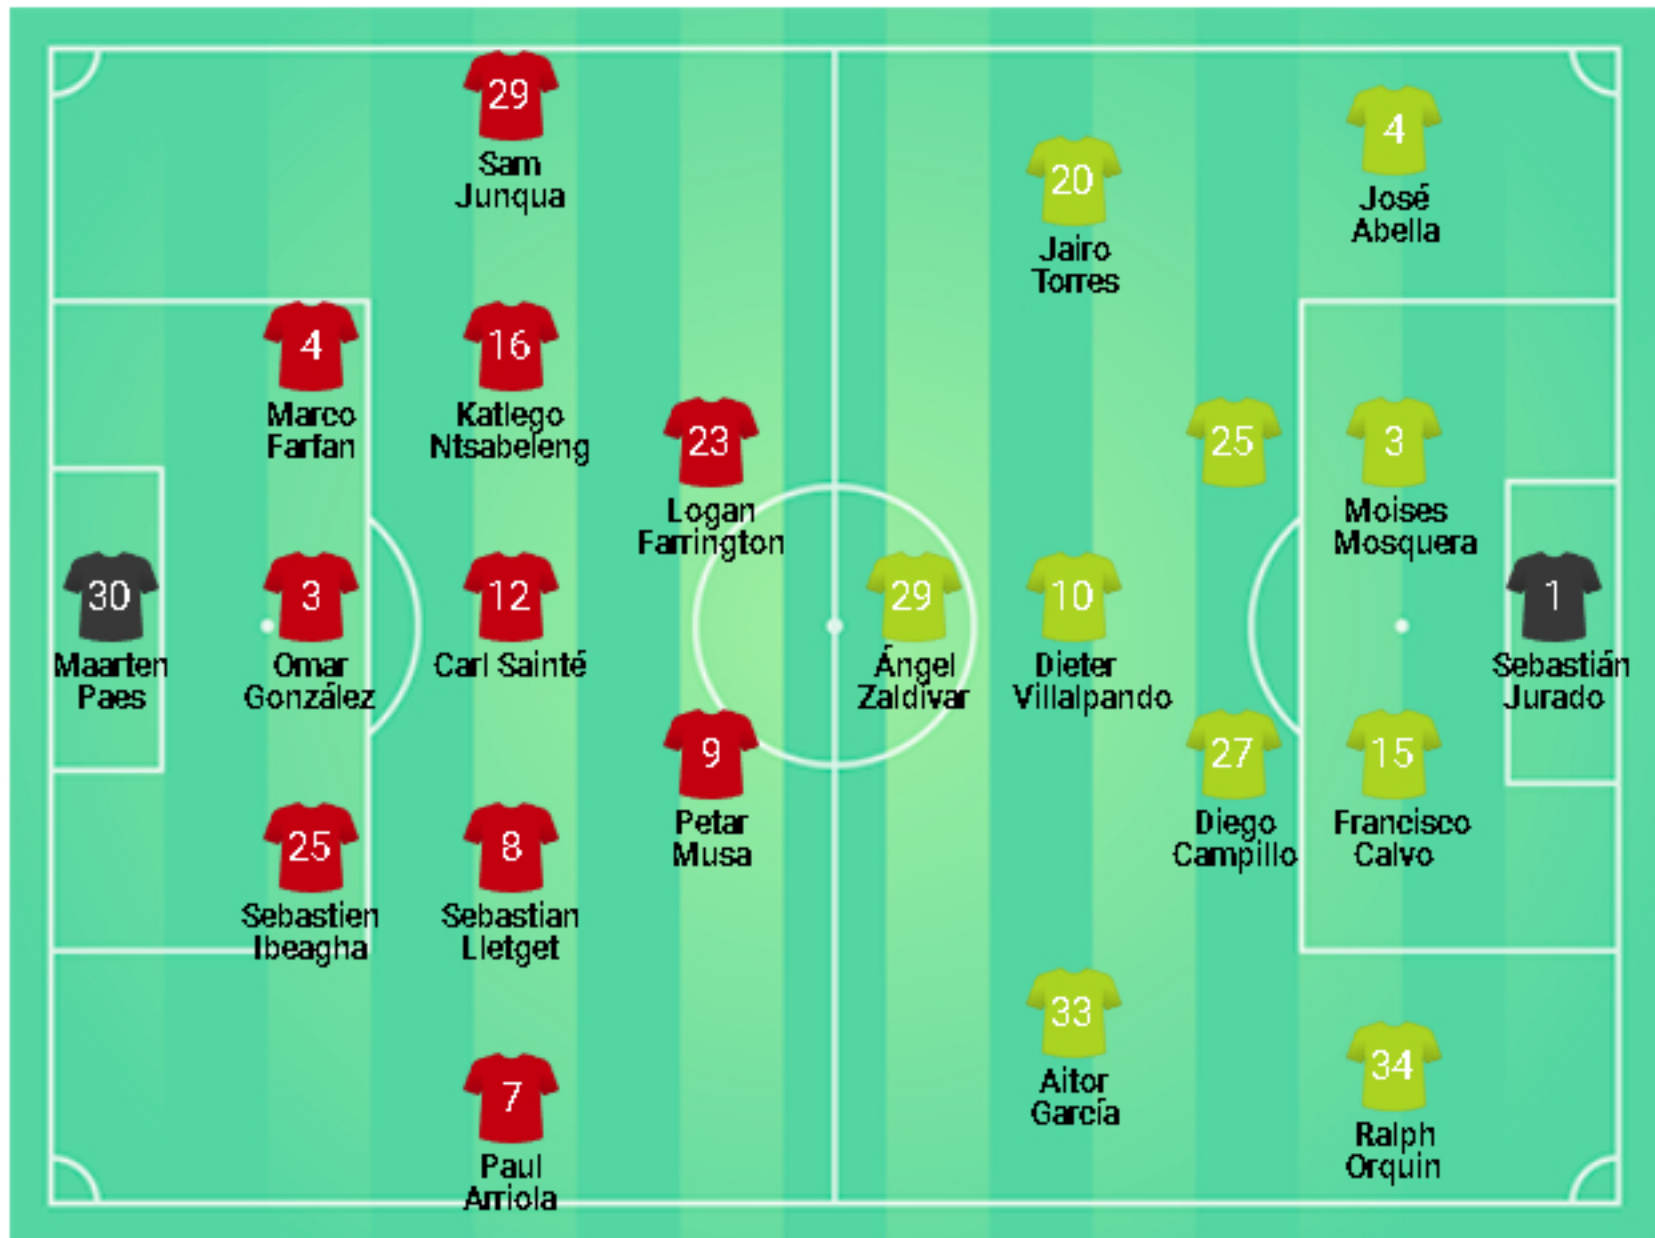 29
Sam
Junqua
4
José
Abella
20
Jairo
Torres
4
Marco
Farfan
16
Katlego
Ntsabeleng
23
Logan
Farrington
25
3
Moises
Mosquera
30
Maarten
Paes
3
Omar
González
12
Carl Sainté
29
Ángel
Zaldívar
10
Dieter
Villalpando
1
Sebastián
Jurado
9
Petar
Musa
27
Diego
Campillo
15
Francisco
Calvo
25
Sebastien
Ibeagha
8
Sebastian
Lletget
33
Aitor
García
7
Paul
Arriola
34
Ralph
Orquin